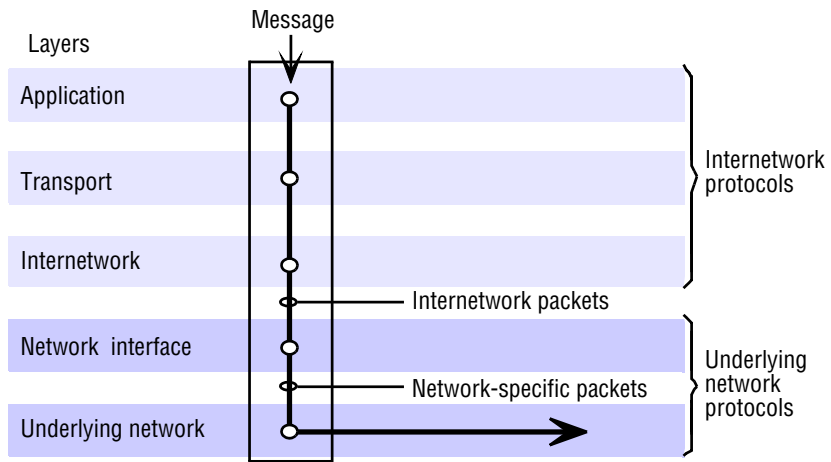 Message
Layers
Application
Transport
Internetwork
protocols
Internetwork
Internetwork packets
Network interface
Network-specific packets
Underlying
network
protocols
Underlying network